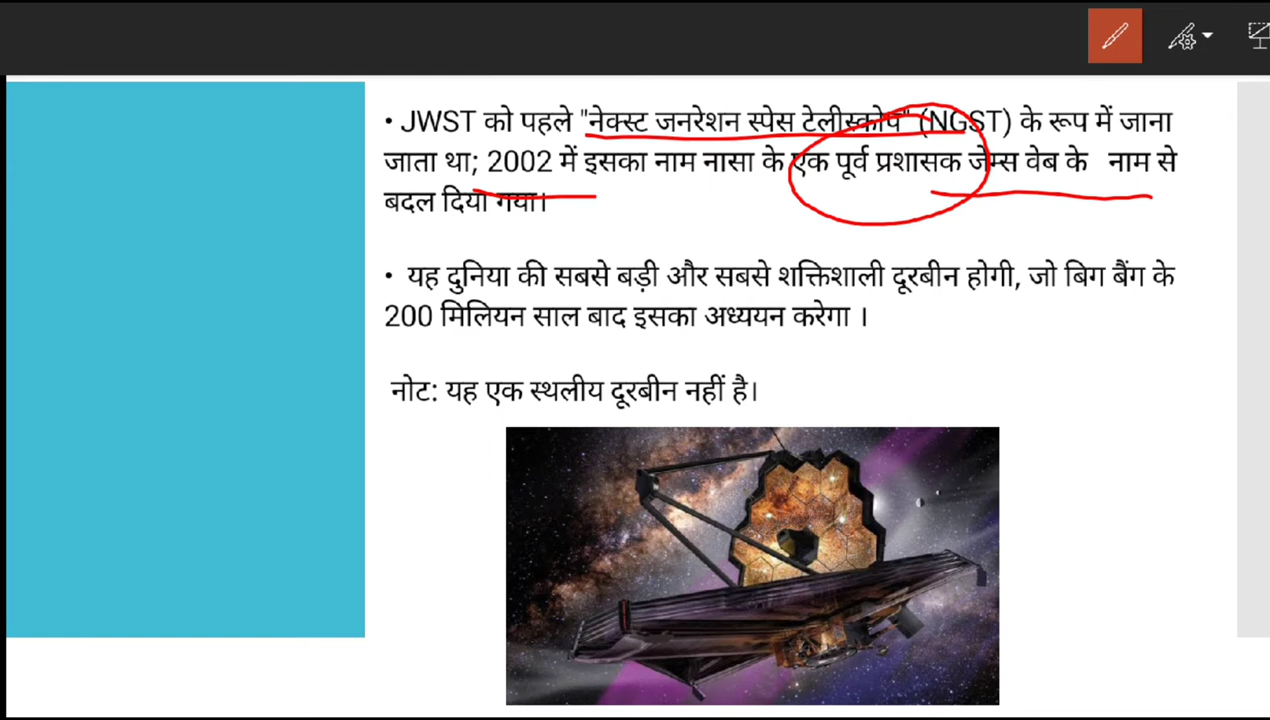 • JWST को पहले "नेक्स्ट जनरेशन स्पेस टेलीस्कोप" (NGST) के रूप में जाना
जाता था; 2002 में इसका नाम नासा के एक पूर्व प्रशासक जेम्स वेब के नाम से
बदल दिया गया।
• यह दुनिया की सबसे बड़ी और सबसे शक्तिशाली दूरबीन होगी, जो बिग बैंग के
200 मिलियन साल बाद इसका अध्ययन करेगा ।
नोट: यह एक स्थलीय दूरबीन नहीं है।